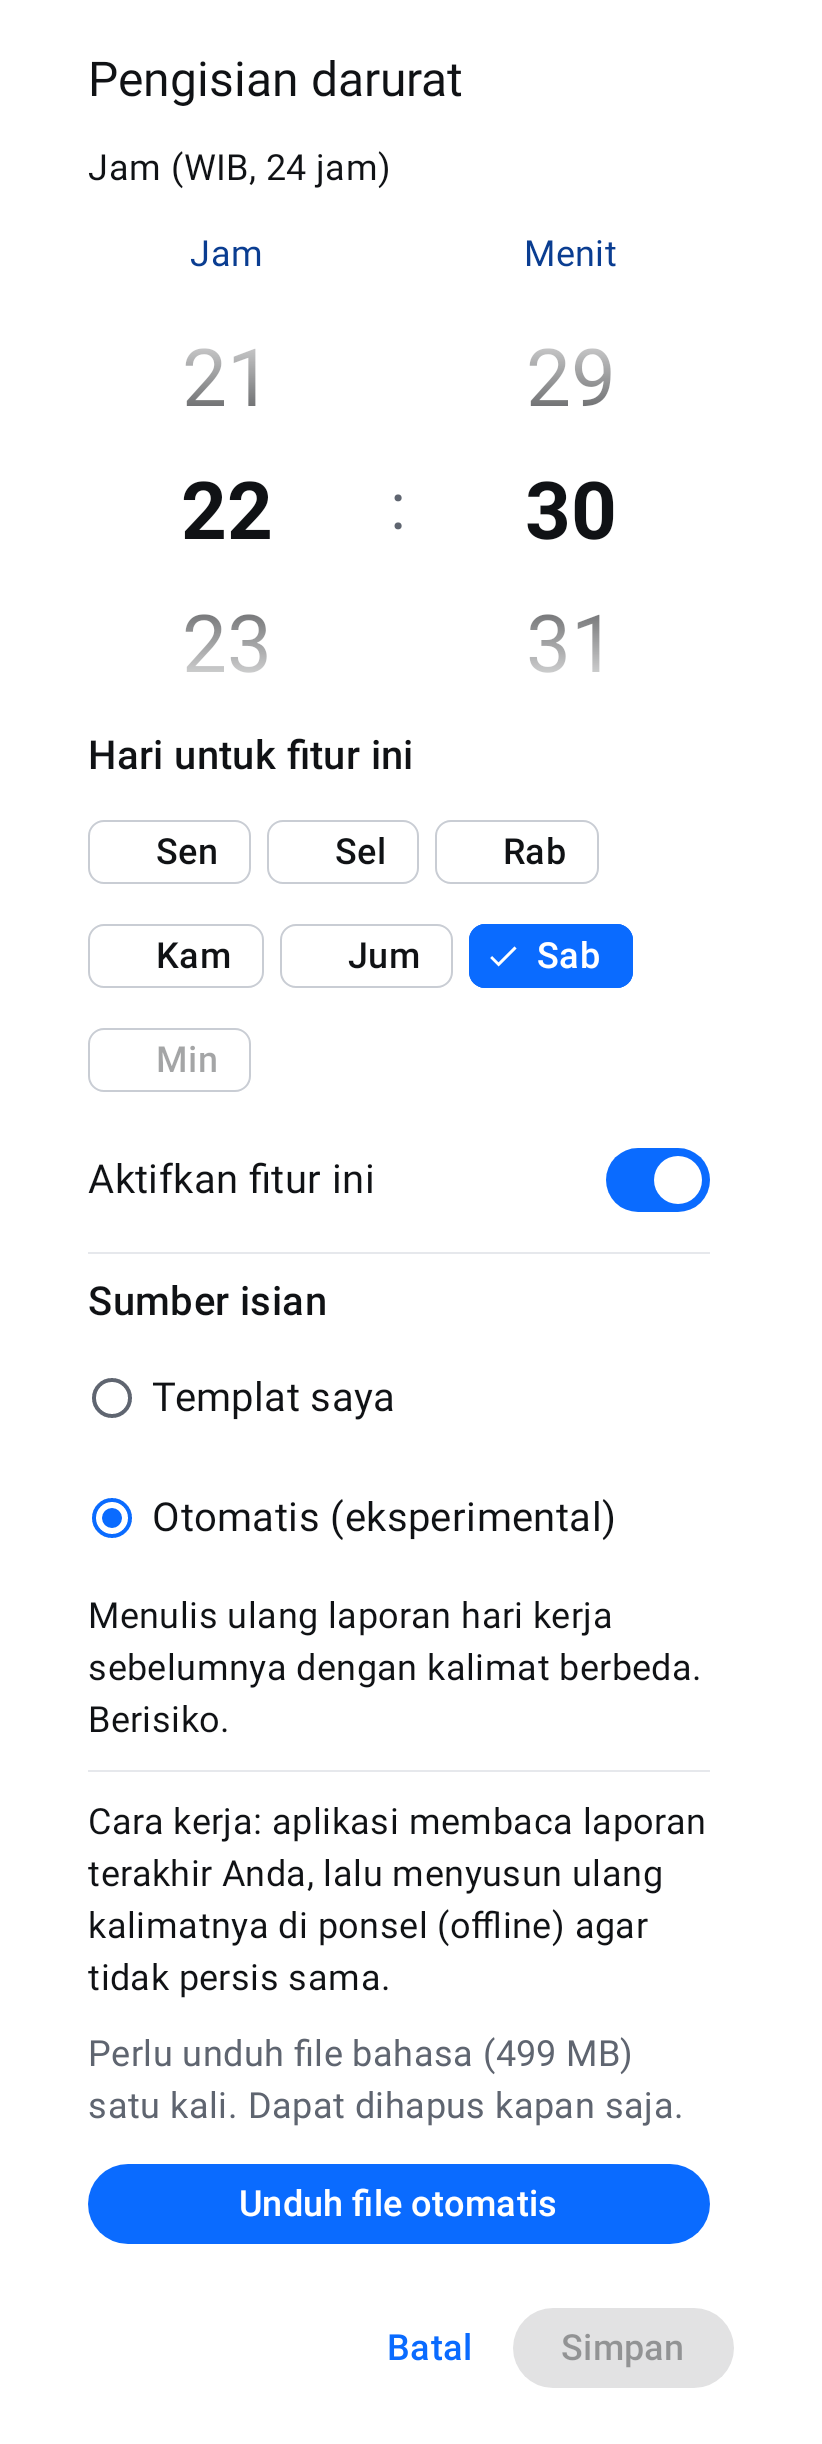 Pengisian darurat
Jam (WIB, 24 jam)
Jam Menit
21 29
22 : 30
23 31
Hari untuk fitur ini
Sen Sel Rab
Kam Jum Sab
Min
Aktifkan fitur ini
Sumber isian
Templat saya
Otomatis (eksperimental)
Menulis ulang laporan hari kerja
sebelumnya dengan kalimat berbeda.
Berisiko.
Cara kerja: aplikasi membaca laporan
terakhir Anda, lalu menyusun ulang
kalimatnya di ponsel (offline) agar
tidak persis sama.
Perlu unduh file bahasa (499 MB)
satu kali. Dapat dihapus kapan saja.
Unduh file otomatis
Batal Simpan